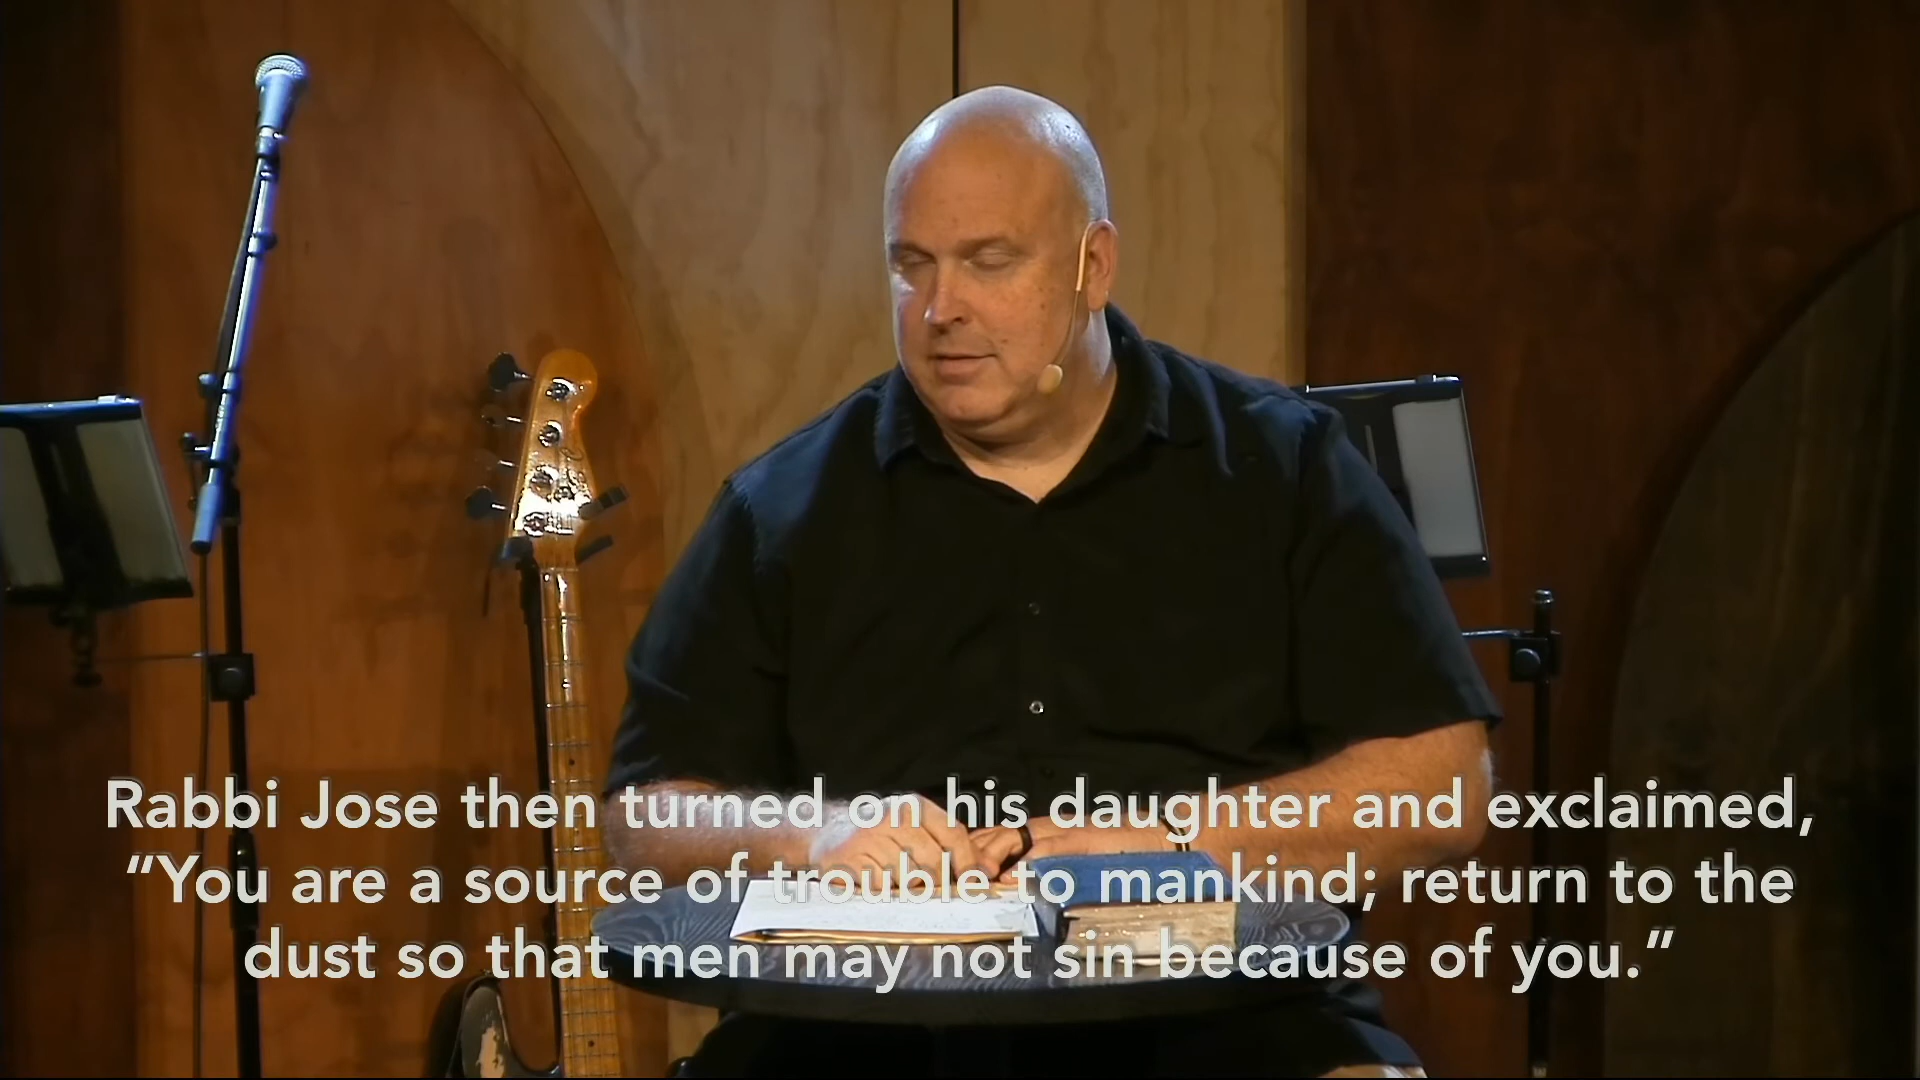 Rabbi Jose then turned on his daughter and exclaimed,
“You are a source of trouble to mankind; return to the
dust so that men may not sin because of you.”